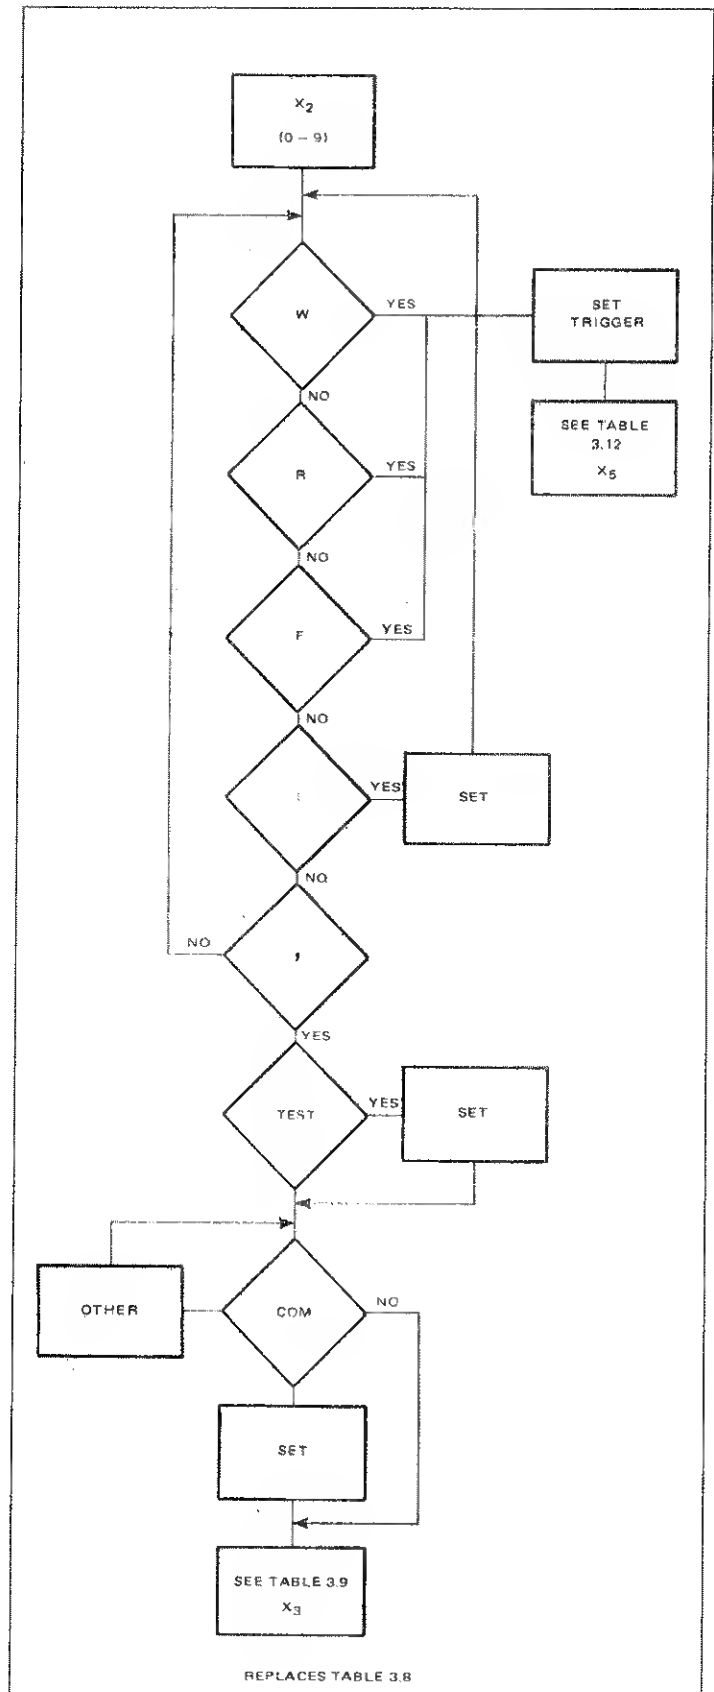 X2
(0 – 9)
W
YES
SET
TRIGGER
NO
SEE TABLE
3.12
X5
R
YES
NO
F
YES
NO
YES
SET
NO
,
NO
YES
TEST
YES
SET
OTHER
COM
NO
SET
SEE TABLE 3.9
X3
REPLACES TABLE 3.8